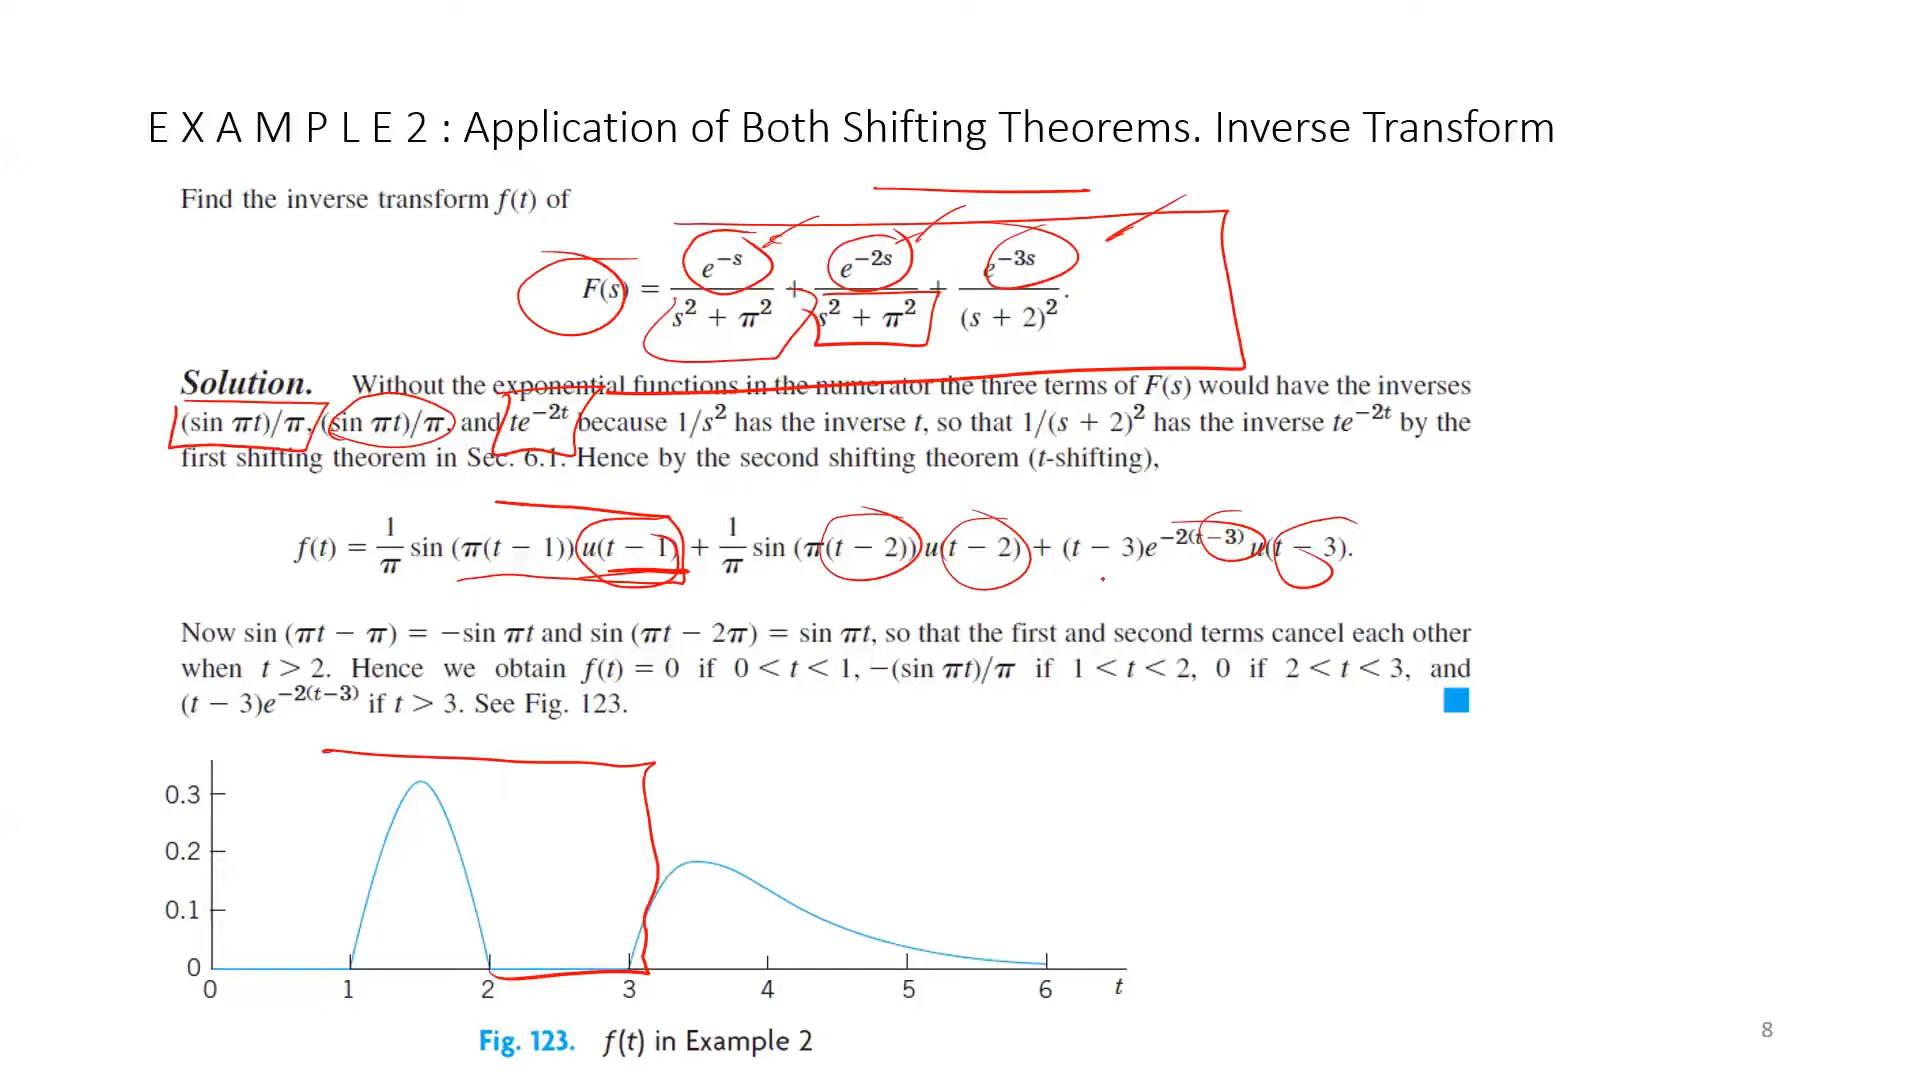 E X A M P L E 2 : Application of Both Shifting Theorems. Inverse Transform
Find the inverse transform f(t) of
F(s) = e^{-s}/(s² + π²) + e^{-2s}/(s² + π²) + e^{-3s}/(s + 2)².
Solution. Without the exponential functions in the numerator the three terms of F(s) would have the inverses
(sin πt)/π, (sin πt)/π, and te^{-2t} because 1/s² has the inverse t, so that 1/(s + 2)² has the inverse te^{-2t} by the
first shifting theorem in Sec. 6.1. Hence by the second shifting theorem (t-shifting),
f(t) = 1/π sin (π(t − 1)) u(t − 1) + 1/π sin (π(t − 2)) u(t − 2) + (t − 3)e^{-2(t−3)} u(t − 3).
Now sin (πt − π) = −sin πt and sin (πt − 2π) = sin πt, so that the first and second terms cancel each other
when t > 2. Hence we obtain f(t) = 0 if 0 < t < 1, −(sin πt)/π if 1 < t < 2, 0 if 2 < t < 3, and
(t − 3)e^{-2(t−3)} if t > 3. See Fig. 123.
0.3
0.2
0.1
0
0 1 2 3 4 5 6 t
Fig. 123. f(t) in Example 2
8